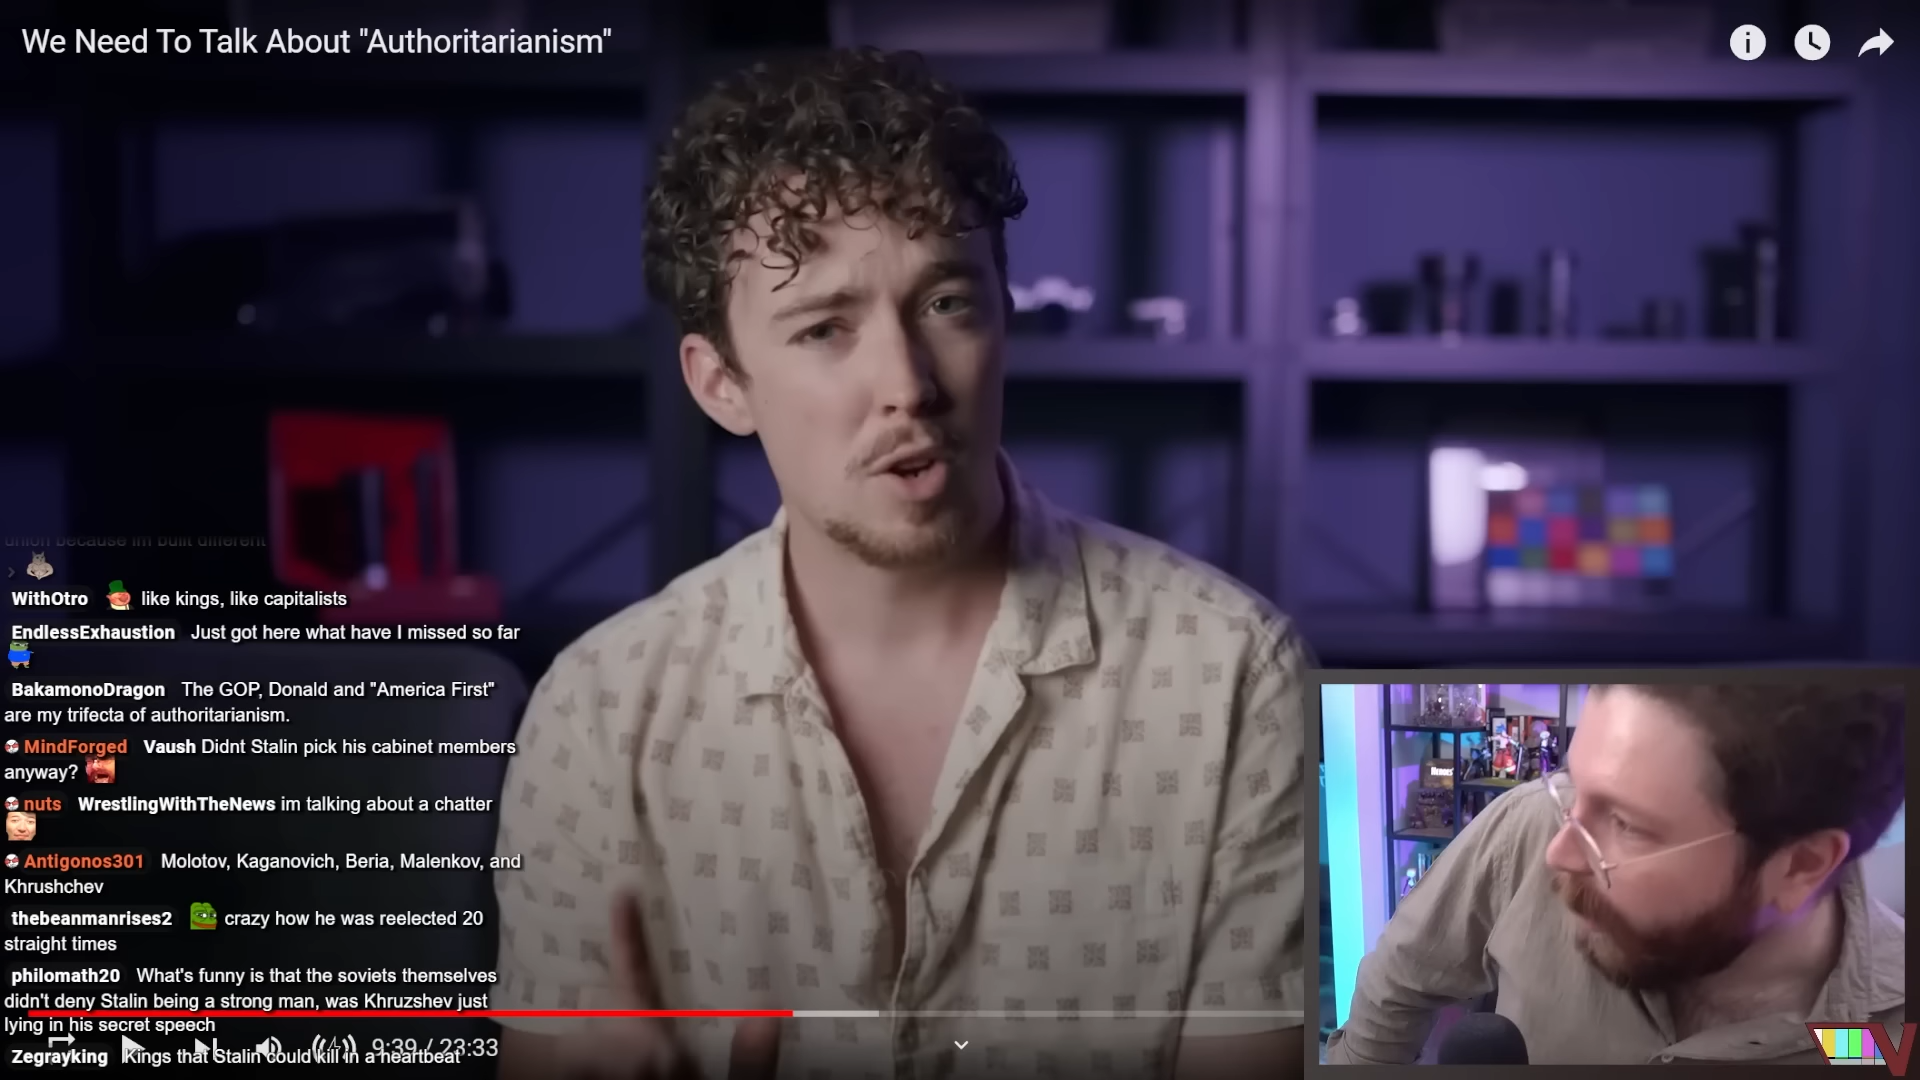 We Need To Talk About "Authoritarianism"
union because im built different
WithOtro like kings, like capitalists
EndlessExhaustion Just got here what have I missed so far
BakamonoDragon The GOP, Donald and "America First"
are my trifecta of authoritarianism.
MindForged Vaush Didnt Stalin pick his cabinet members
anyway?
nuts WrestlingWithTheNews im talking about a chatter
Antigonos301 Molotov, Kaganovich, Beria, Malenkov, and
Khrushchev
thebeanmanrises2 crazy how he was reelected 20
straight times
philomath20 What's funny is that the soviets themselves
didn't deny Stalin being a strong man, was Khruzshev just
lying in his secret speech
Zegrayking Kings that Stalin could kill in a heartbeat
9:39 / 23:33